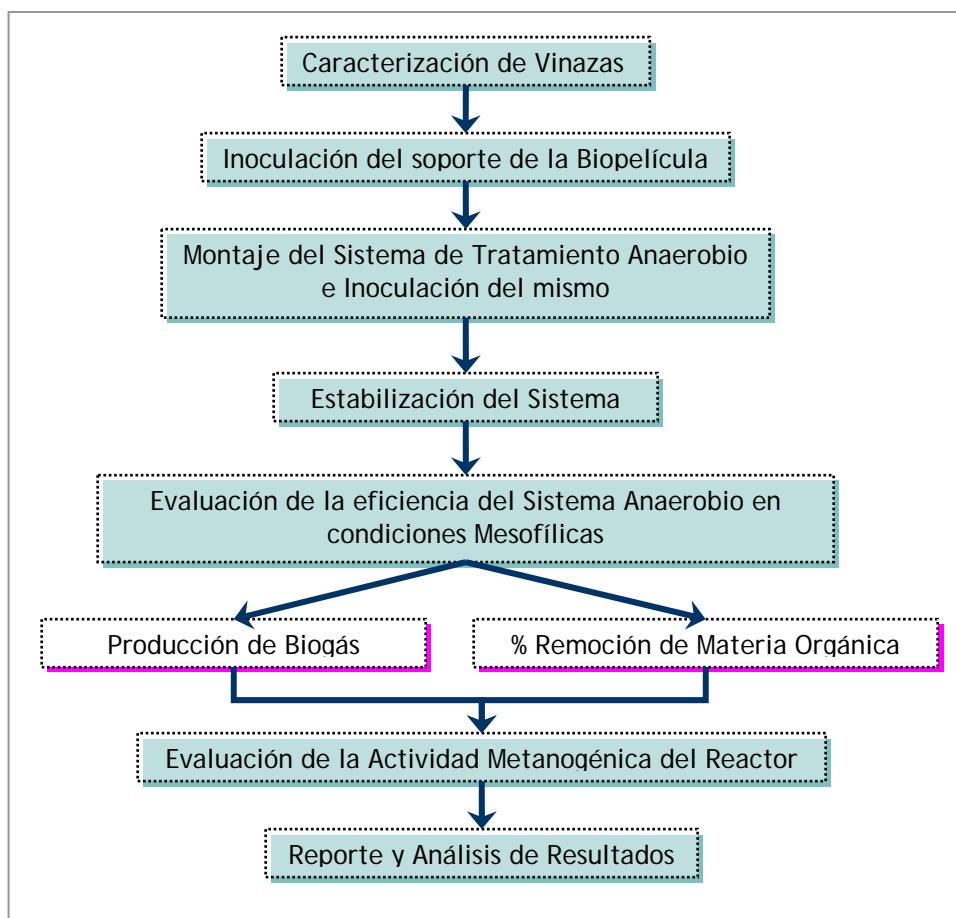 Caracterización de Vinazas
Inoculación del soporte de la Biopelícula
Montaje del Sistema de Tratamiento Anaerobio
e Inoculación del mismo
Estabilización del Sistema
Evaluación de la eficiencia del Sistema Anaerobio en
condiciones Mesofílicas
Producción de Biogás
% Remoción de Materia Orgánica
Evaluación de la Actividad Metanogénica del Reactor
Reporte y Análisis de Resultados